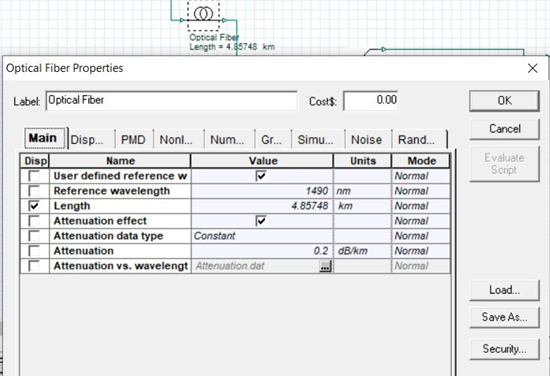 Optical Fiber
Length = 4.85748 km
Optical Fiber Properties
Label: Optical Fiber Cost$: 0.00 OK
Cancel
Evaluate Script
Main Disp... PMD Nonl... Num... Gr... Simu... Noise Rand...
Disp Name Value Units Mode
User defined reference w Normal
Reference wavelength 1490 nm Normal
Length 4.85748 km Normal
Attenuation effect Normal
Attenuation data type Constant Normal
Attenuation 0.2 dB/km Normal
Attenuation vs. wavelengt Attenuation.dat ... Normal
Load...
Save As...
Security...